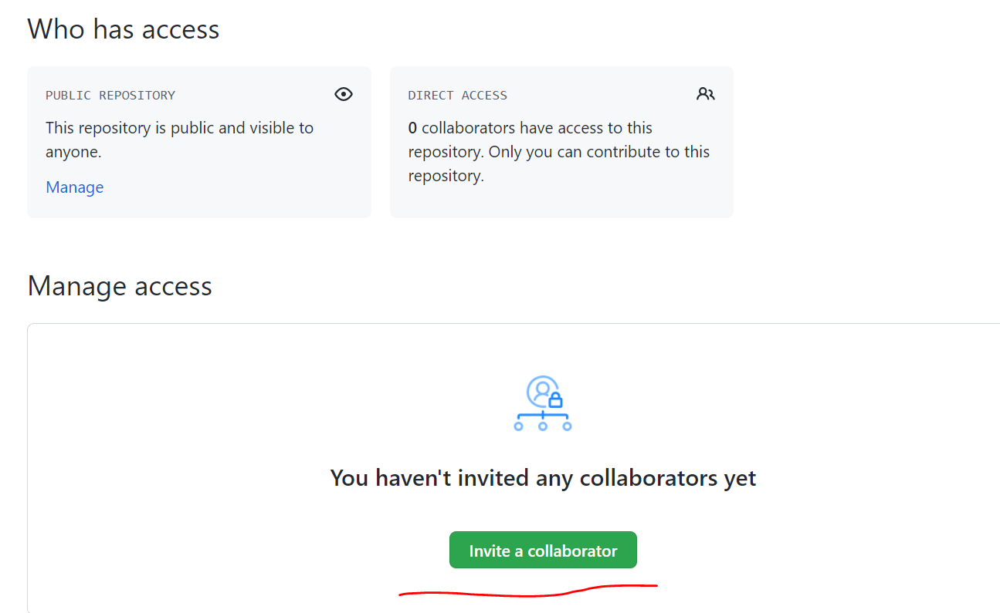 Who has access
PUBLIC REPOSITORY
This repository is public and visible to
anyone.
Manage
DIRECT ACCESS
0 collaborators have access to this
repository. Only you can contribute to this
repository.
Manage access
You haven't invited any collaborators yet
Invite a collaborator